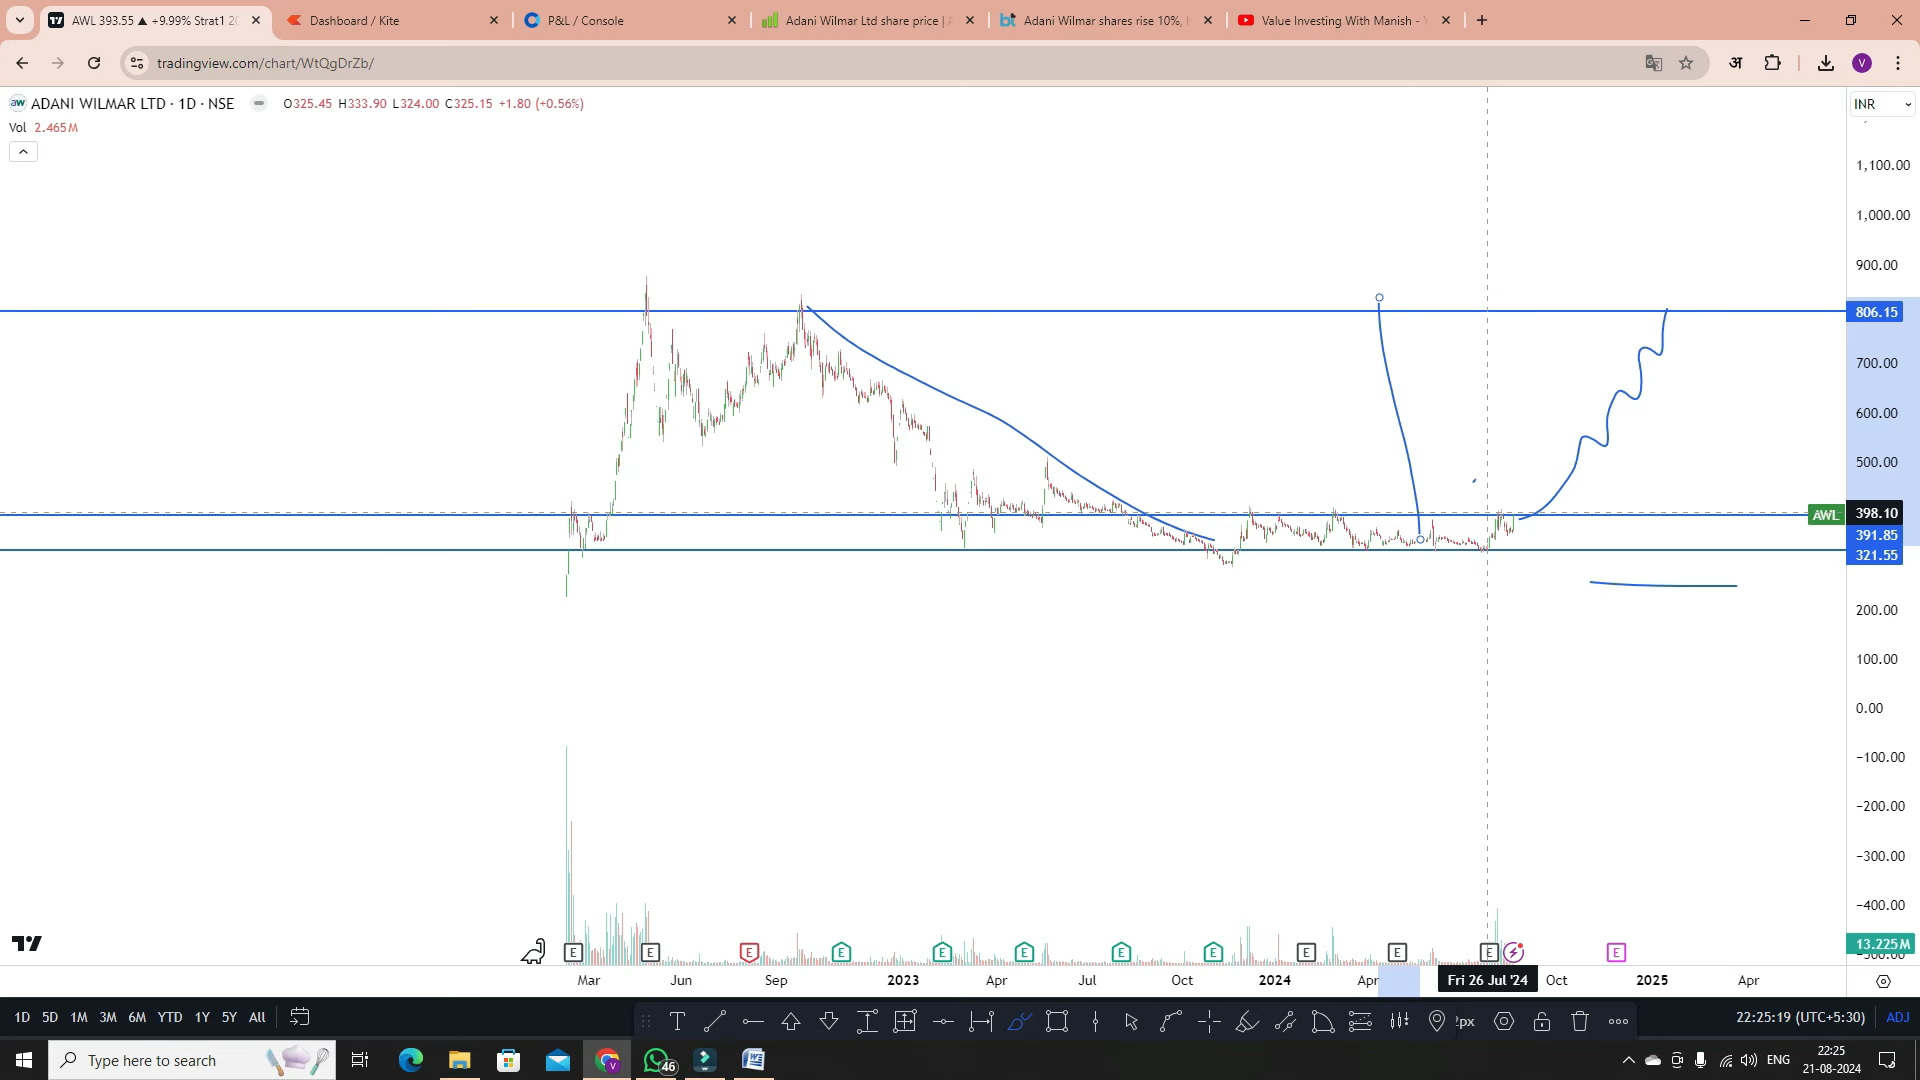 AWL 393.55 ▲ +9.99% Strat1 20
Dashboard / Kite
P&L / Console
Adani Wilmar Ltd share price | A
Adani Wilmar shares rise 10%,
Value Investing With Manish -
tradingview.com/chart/WtQgDrZb/
अ
V
aw ADANI WILMAR LTD · 1D · NSE O325.45 H333.90 L324.00 C325.15 +1.80 (+0.56%)
INR
Vol 2.465M
1,100.00
1,000.00
900.00
806.15
700.00
600.00
500.00
AWL 398.10
391.85
321.55
200.00
100.00
0.00
−100.00
−200.00
−300.00
−400.00
13.225M
−500.00
E E E E E E E E E E E E
Mar Jun Sep 2023 Apr Jul Oct 2024 Apr Fri 26 Jul '24 Oct 2025 Apr
1D 5D 1M 3M 6M YTD 1Y 5Y All
22:25:19 (UTC+5:30) ADJ
Type here to search
46
ENG
22:25
21-08-2024